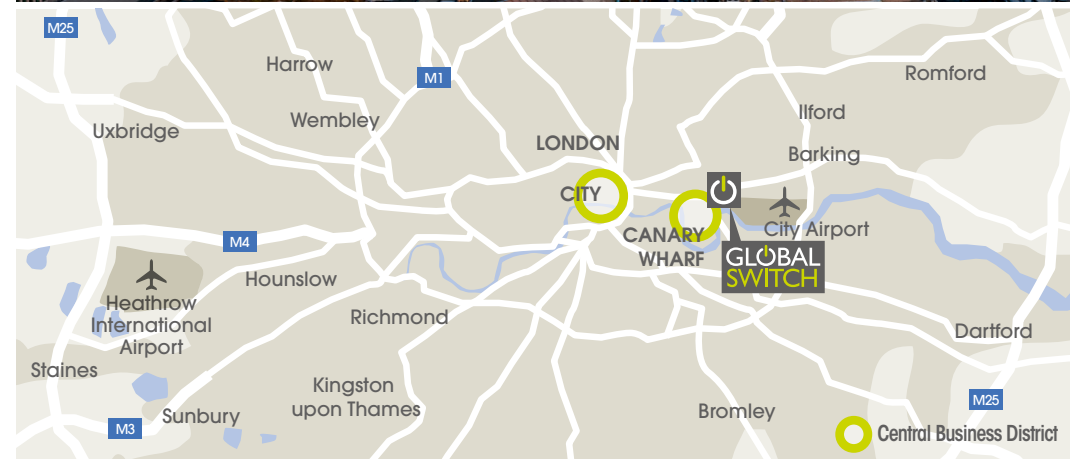 M25
Harrow
M1
Romford
Wembley
Ilford
Uxbridge
LONDON
Barking
CITY
CANARY
WHARF
City Airport
M4
GLOBAL
SWITCH
Hounslow
Heathrow
International
Airport
Richmond
Dartford
Staines
Kingston
upon Thames
M25
Sunbury
Bromley
M3
Central Business District